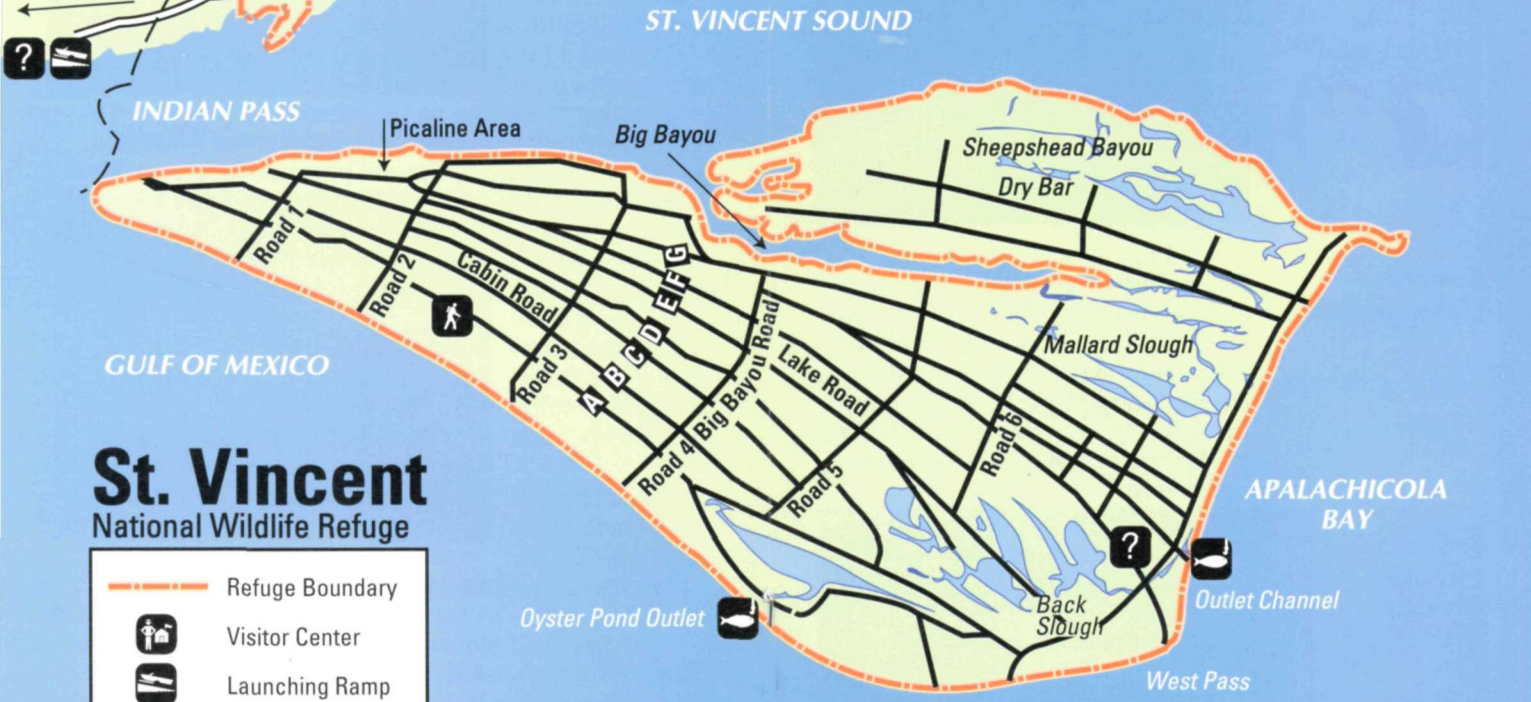 ST. VINCENT SOUND
?
INDIAN PASS
Picaline Area
Big Bayou
Sheepshead Bayou
Dry Bar
Road 1
Road 2
Cabin Road
G
F
E
D
C
B
A
Road 3
GULF OF MEXICO
Big Bayou Road
Lake Road
Mallard Slough
Road 4
Road 5
Road 6
St. Vincent
National Wildlife Refuge
APALACHICOLA
BAY
?
Refuge Boundary
Oyster Pond Outlet
Outlet Channel
Back
Slough
Visitor Center
Launching Ramp
West Pass